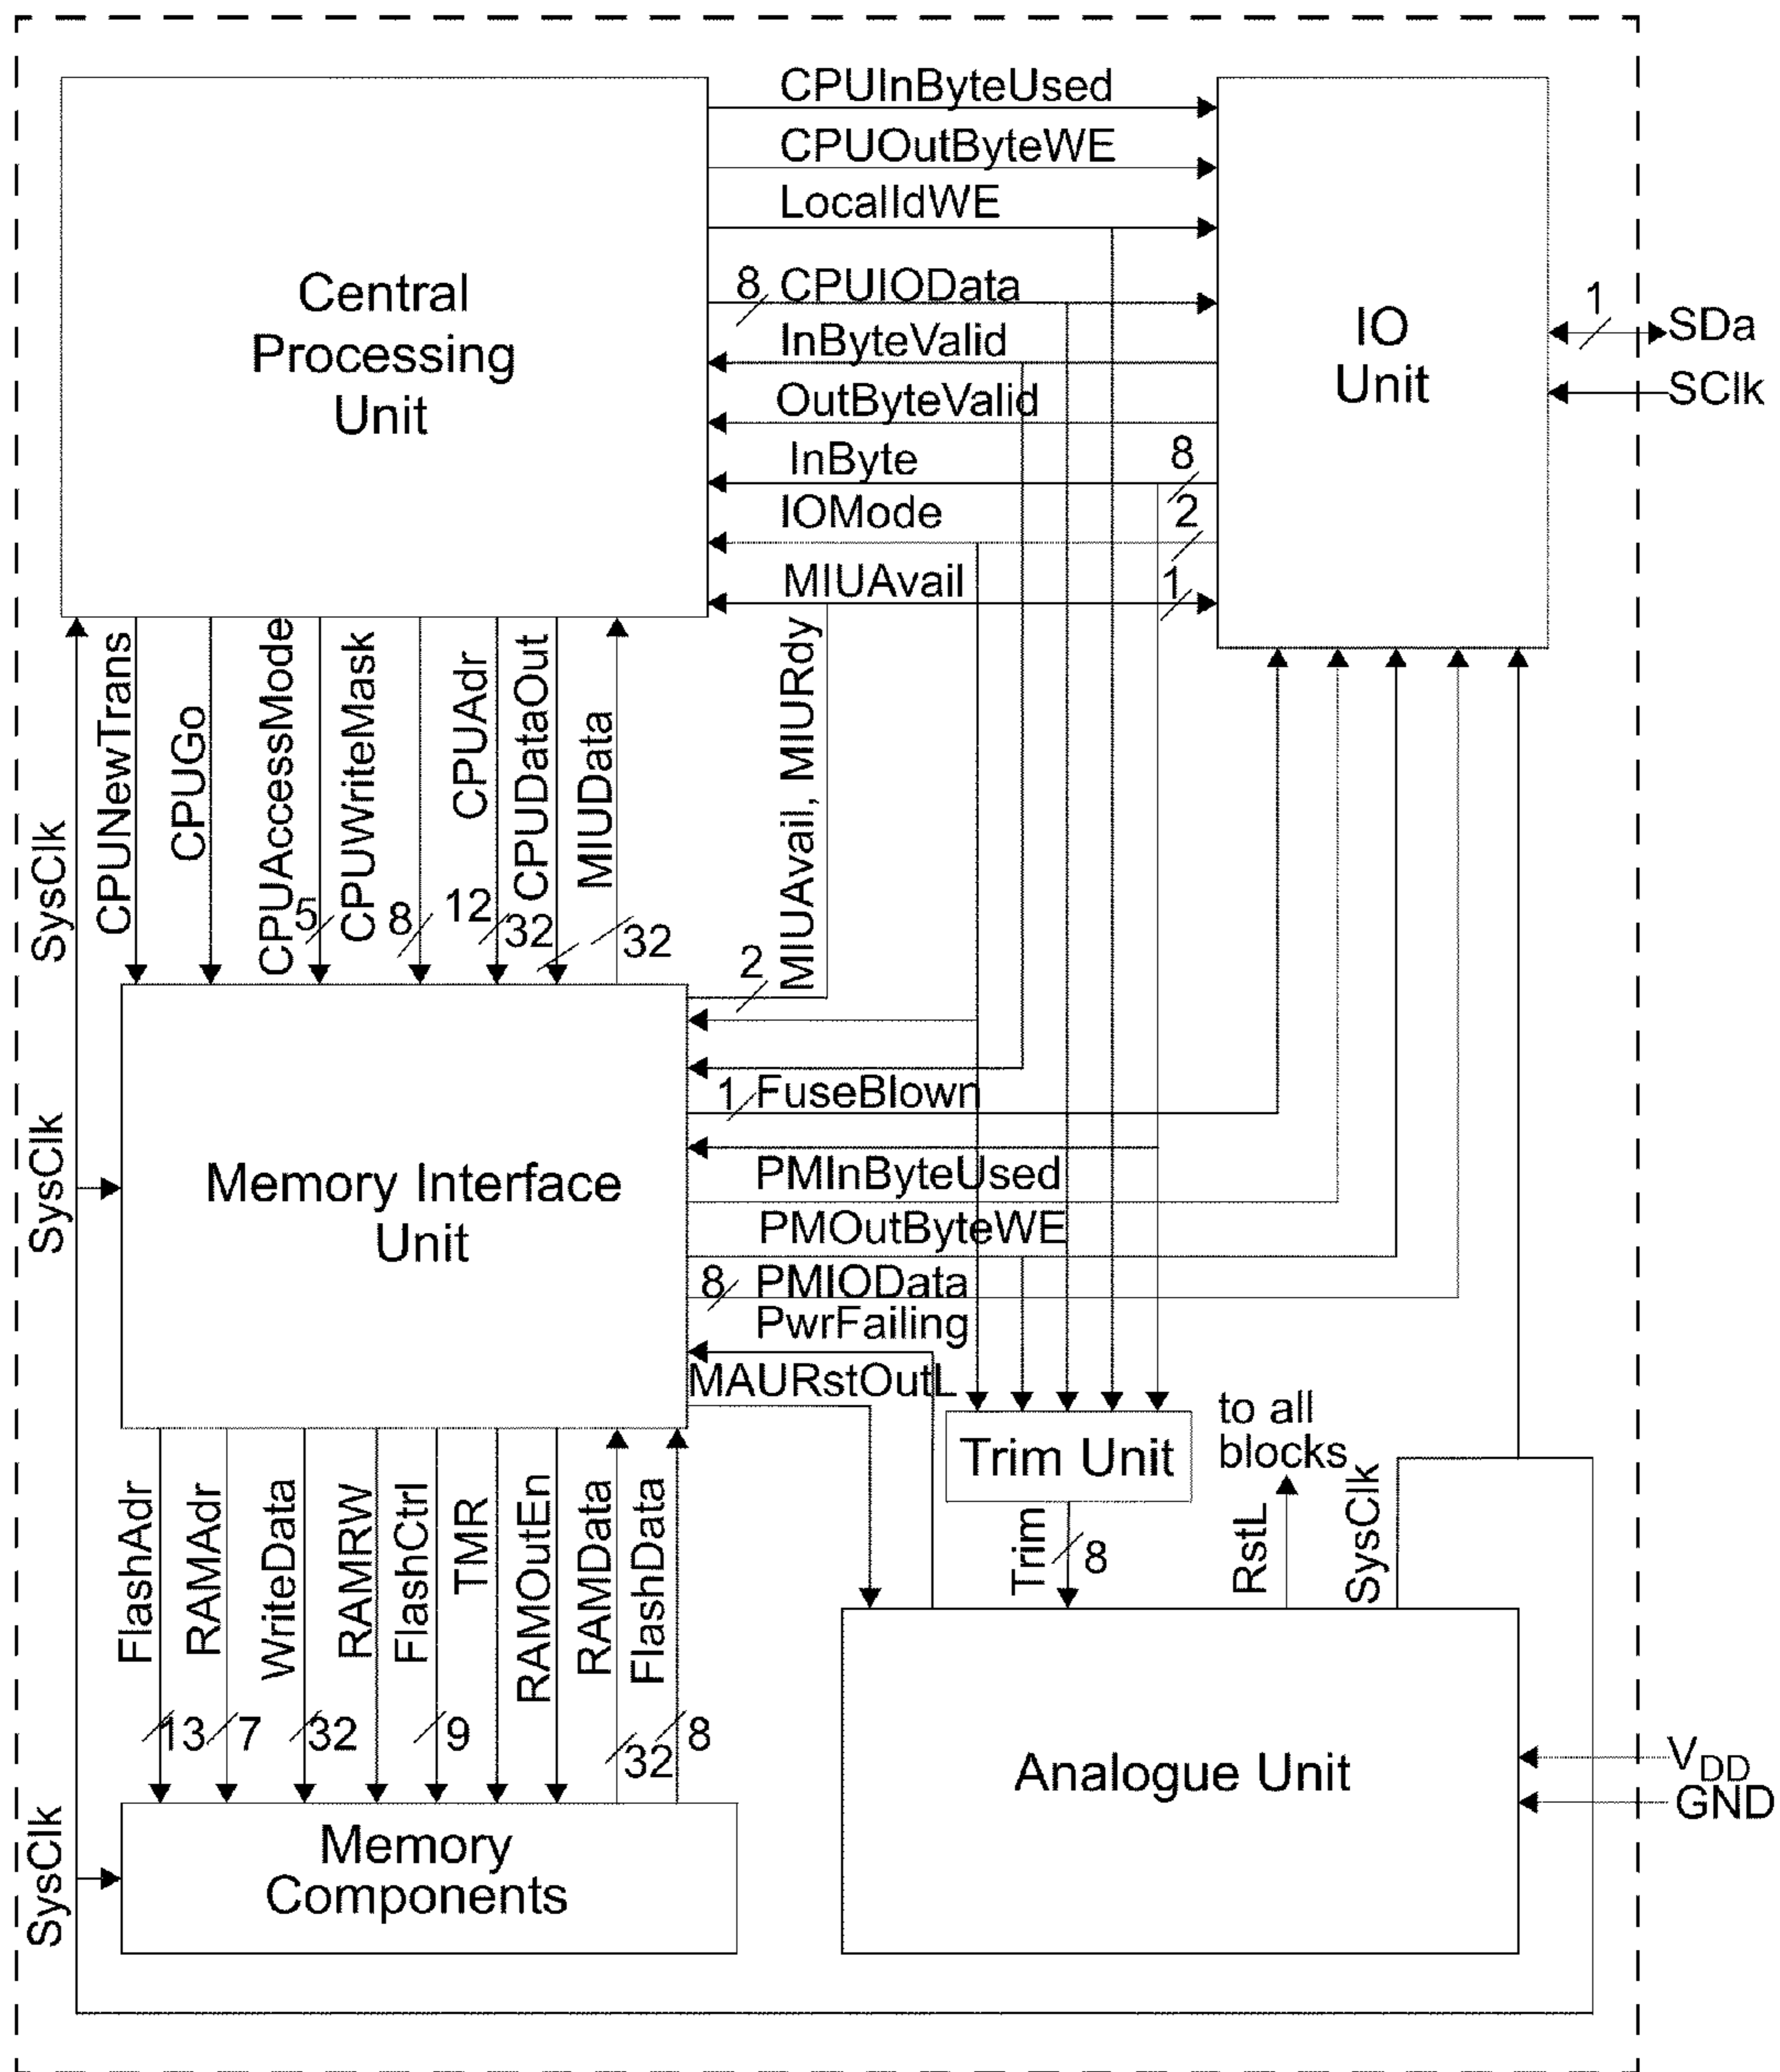 CPUInByteUsed
CPUOutByteWE
LocalIdWE
8 CPUIOData
InByteValid
OutByteValid
InByte 8
IOMode 2
MIUAvail 1
Central
Processing
Unit
IO
Unit
1
SDa
SClk
SysClk
CPUNewTrans
CPUGo
CPUAccessMode
5
CPUWriteMask
8
CPUAdr
12
CPUDataOut
32
MIUData
32
MIUAvail, MIURdy
2
1 FuseBlown
SysClk
Memory Interface
Unit
PMInByteUsed
PMOutByteWE
8 PMIOData
PwrFailing
MAURstOutL
FlashAdr
13
RAMAdr
7
WriteData
32
RAMRW
FlashCtrl
9
TMR
RAMOutEn
RAMData
32
FlashData
8
Trim Unit
Trim
8
to all
blocks
RstL
SysClk
SysClk
Memory
Components
Analogue Unit
VDD
GND